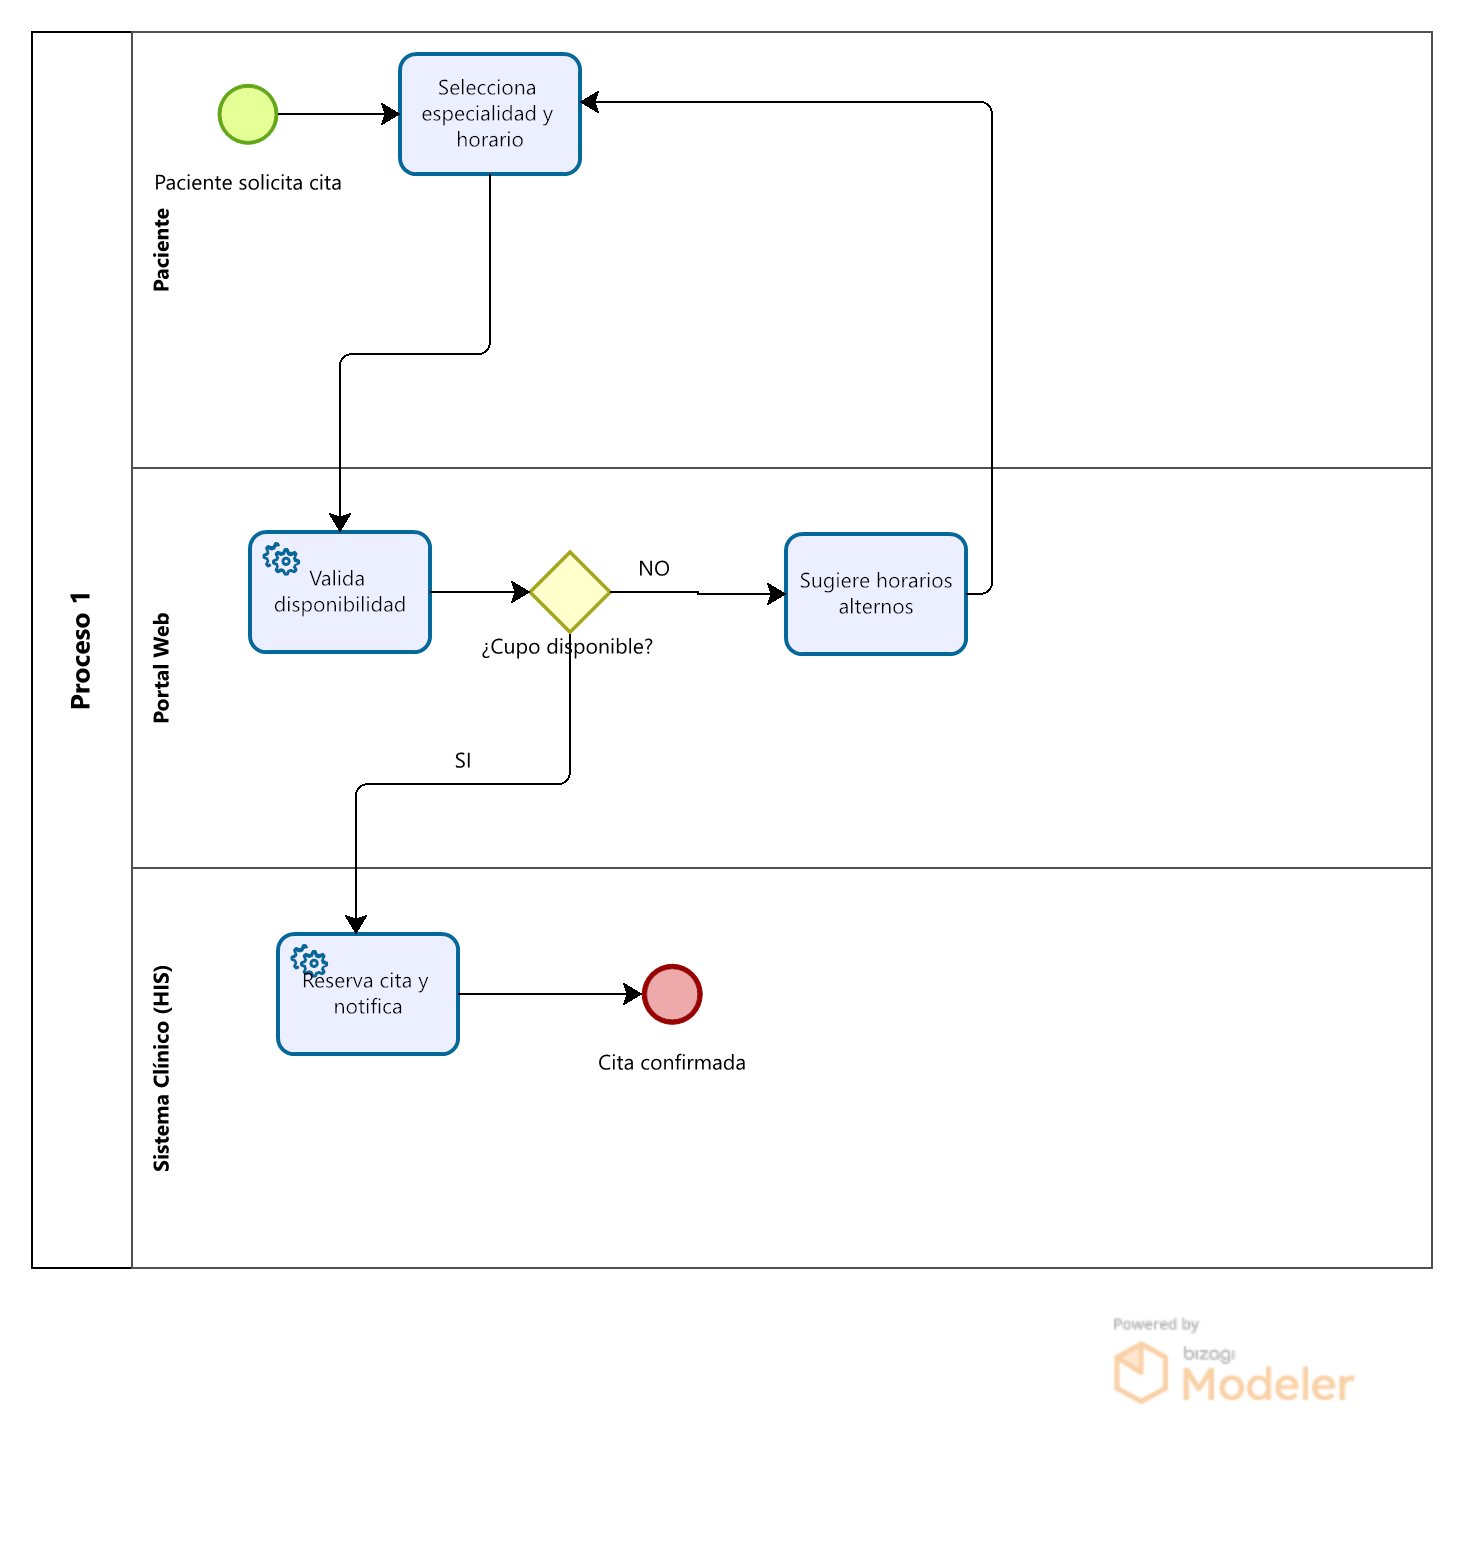 Proceso 1
Paciente
Selecciona
especialidad y
horario
Paciente solicita cita
Portal Web
Valida
disponibilidad
¿Cupo disponible?
NO
Sugiere horarios
alternos
SI
Sistema Clínico (HIS)
Reserva cita y
notifica
Cita confirmada
Powered by
bizagi
Modeler